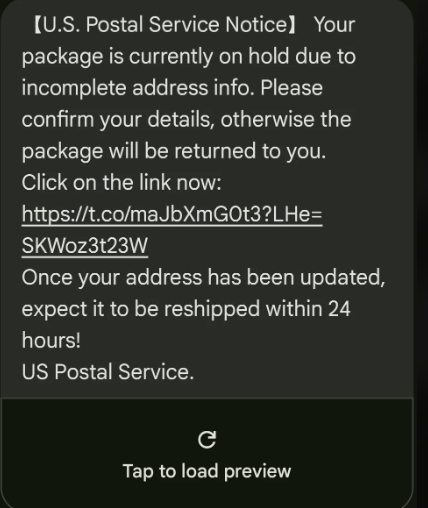 【U.S. Postal Service Notice】 Your
package is currently on hold due to
incomplete address info. Please
confirm your details, otherwise the
package will be returned to you.
Click on the link now:
https://t.co/maJbXmG0t3?LHe=
SKWoz3t23W
Once your address has been updated,
expect it to be reshipped within 24
hours!
US Postal Service.
Tap to load preview